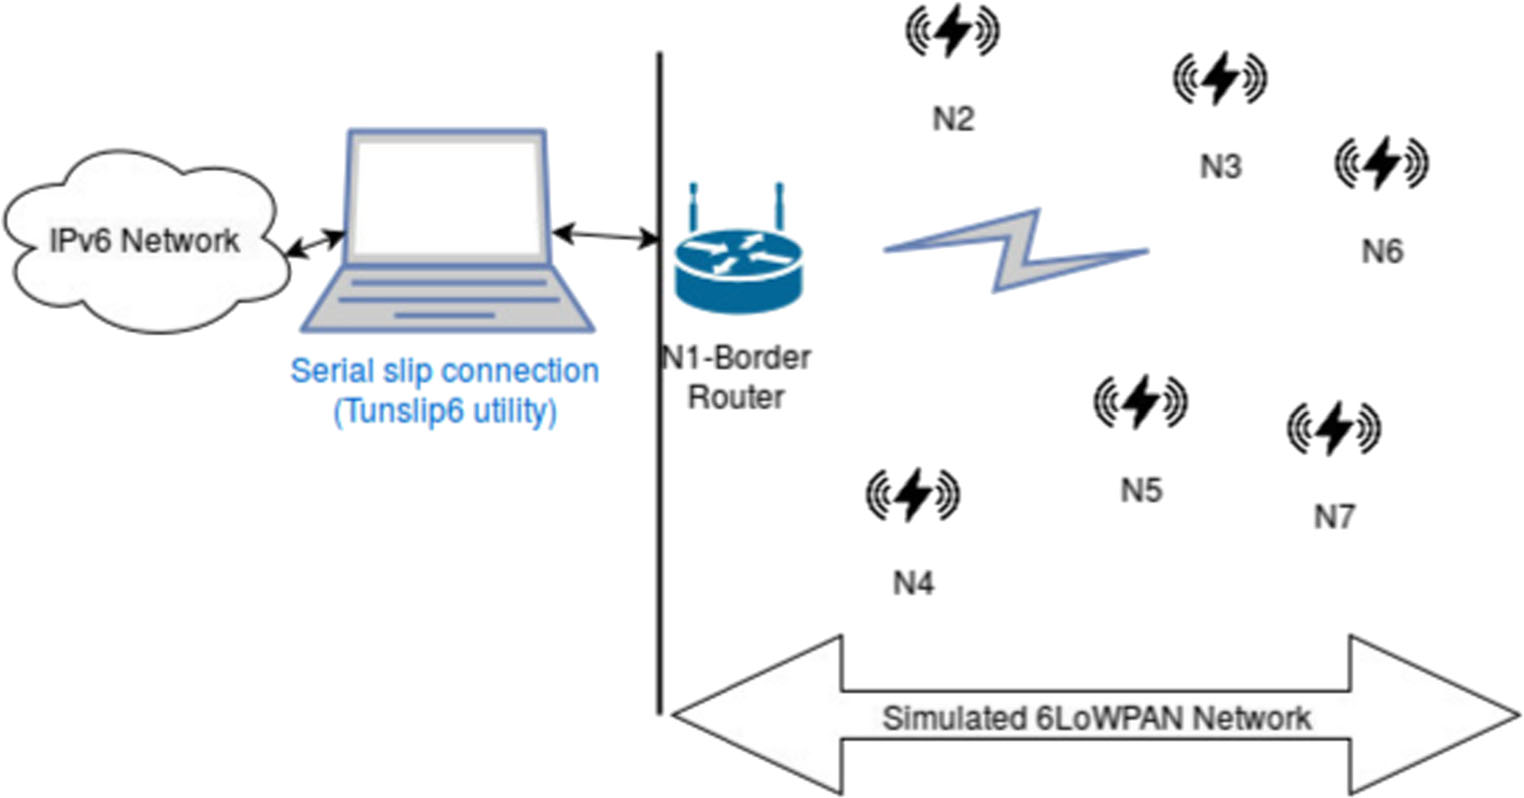 N2
N3
N6
IPv6 Network
Serial slip connection
(Tunslip6 utility)
N1-Border
Router
N5
N7
N4
Simulated 6LoWPAN Network